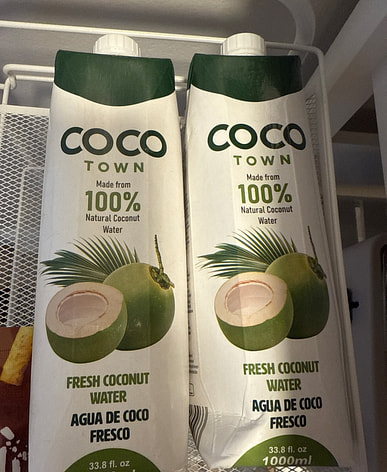 COCO
TOWN
Made from
100%
Natural Coconut
Water
FRESH COCONUT
WATER
AGUA DE COCO
FRESCO
33.8 fl. oz
COCO
TOWN
Made from
100%
Natural Coconut
Water
FRESH COCONUT
WATER
AGUA DE COCO
FRESCO
33.8 fl. oz
1000ml